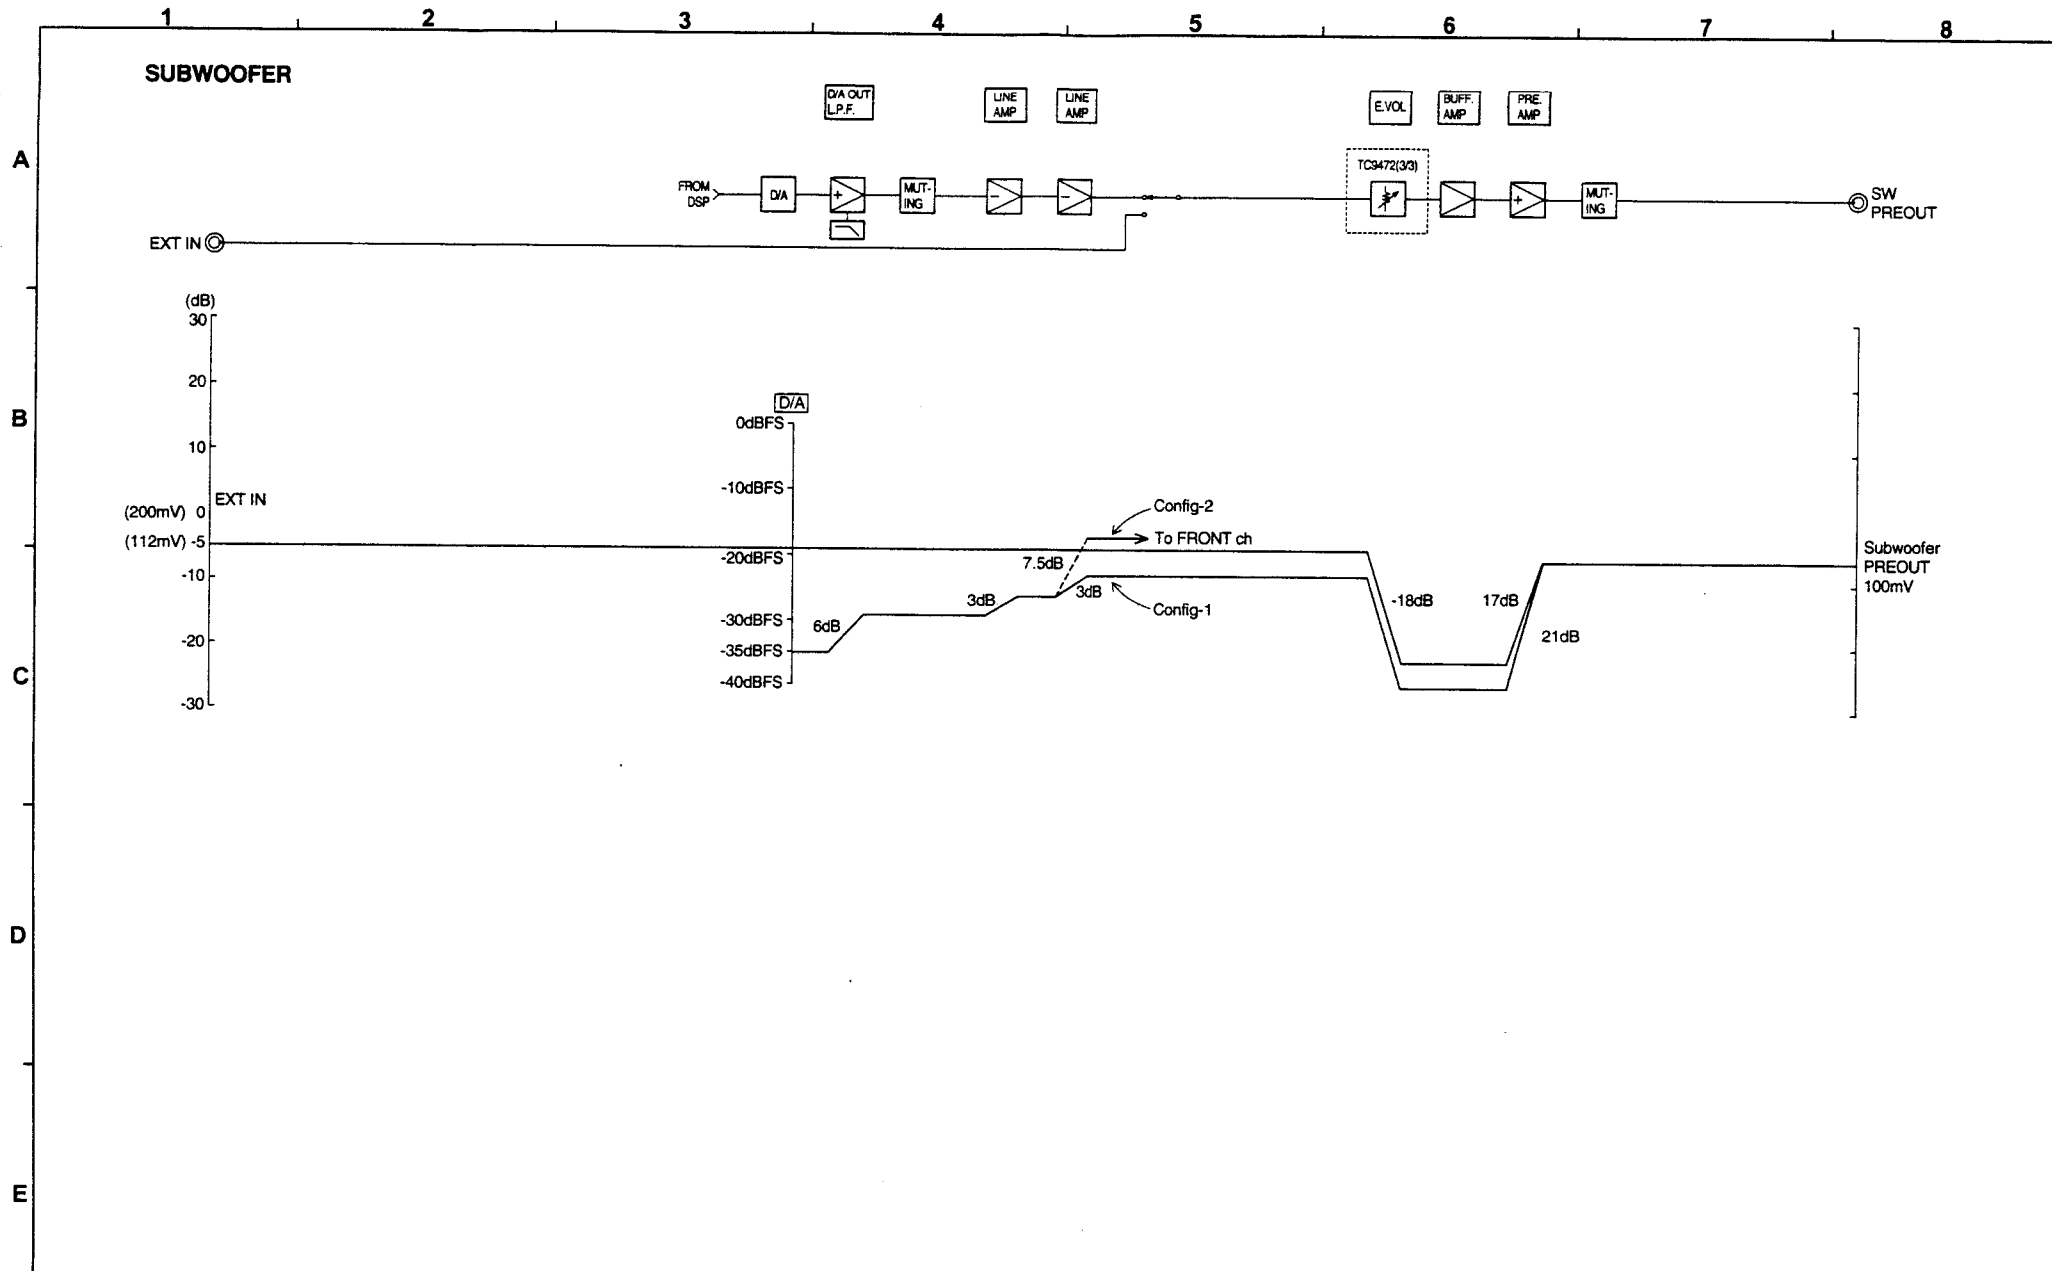 1 2 3 4 5 6 7 8
SUBWOOFER
D/A OUT
L.P.F.
LINE
AMP
LINE
AMP
E.VOL
BUFF.
AMP
PRE.
AMP
A
FROM
DSP
D/A
+
MUT-
ING
−
−
TC9472(3/3)
+
MUT-
ING
SW
PREOUT
EXT IN
(dB)
30
20
10
(200mV) 0
(112mV) -5
-10
-20
-30
EXT IN
B
D/A
0dBFS
-10dBFS
-20dBFS
-30dBFS
-35dBFS
-40dBFS
6dB
3dB
7.5dB
3dB
Config-2
To FRONT ch
Config-1
-18dB
17dB
21dB
Subwoofer
PREOUT
100mV
C
D
E